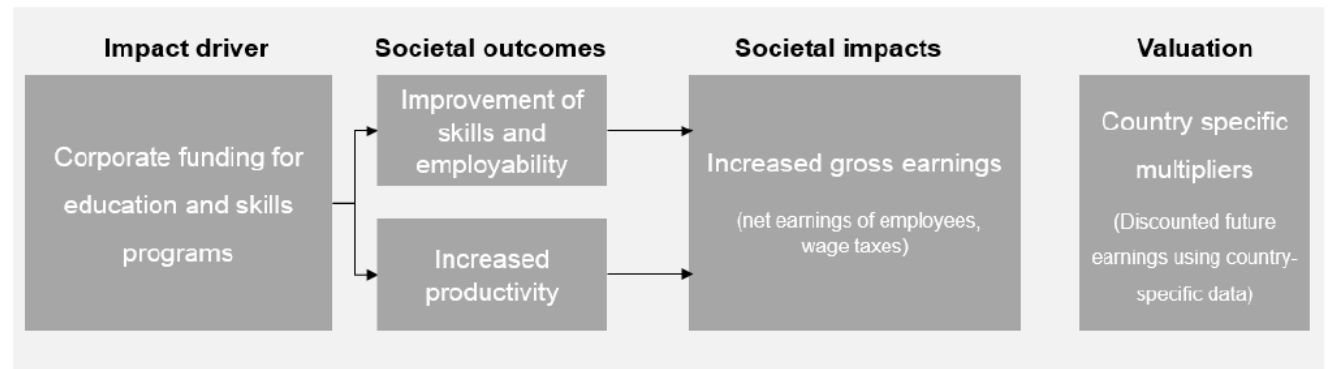 Impact driver
Societal outcomes
Societal impacts
Valuation
Corporate funding for
education and skills
programs
Improvement of
skills and
employability
Increased
productivity
Increased gross earnings
(net earnings of employees,
wage taxes)
Country specific
multipliers
(Discounted future
earnings using country-
specific data)